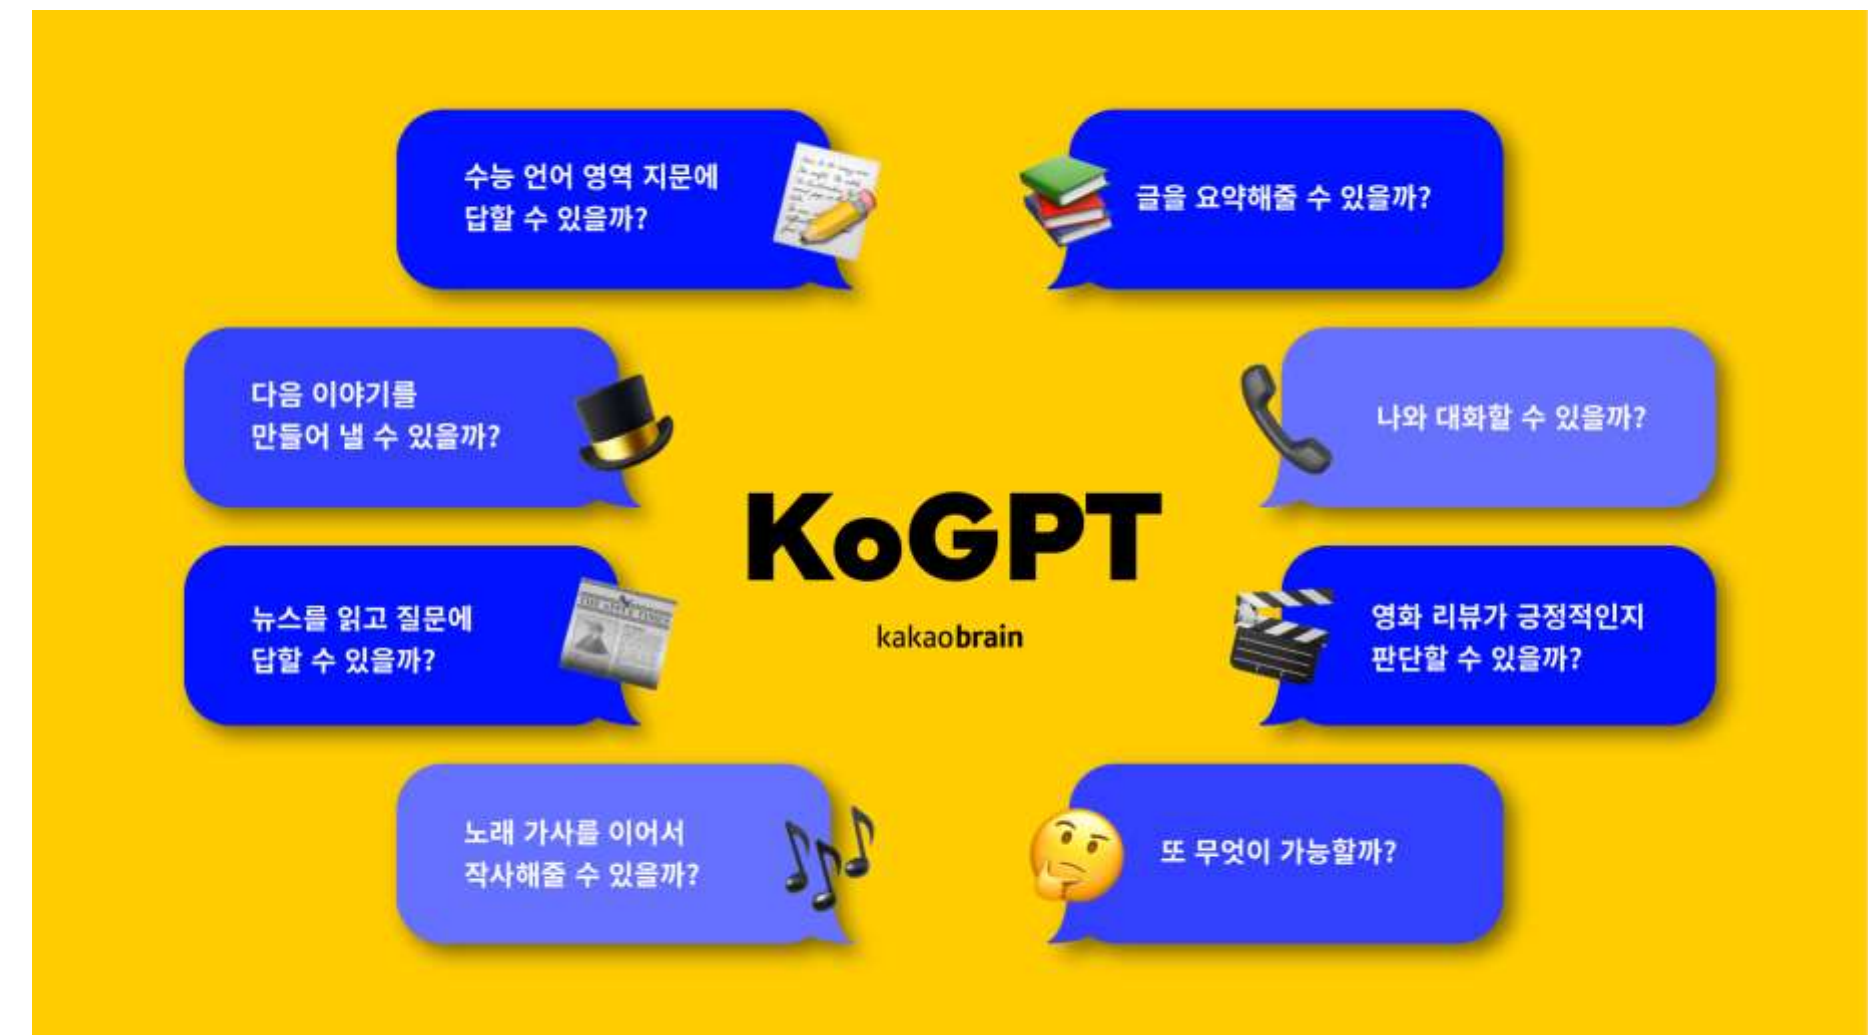 수능 언어 영역 지문에
답할 수 있을까?
글을 요약해줄 수 있을까?
다음 이야기를
만들어 낼 수 있을까?
나와 대화할 수 있을까?
KoGPT
kakaobrain
뉴스를 읽고 질문에
답할 수 있을까?
영화 리뷰가 긍정적인지
판단할 수 있을까?
노래 가사를 이어서
작사해줄 수 있을까?
또 무엇이 가능할까?